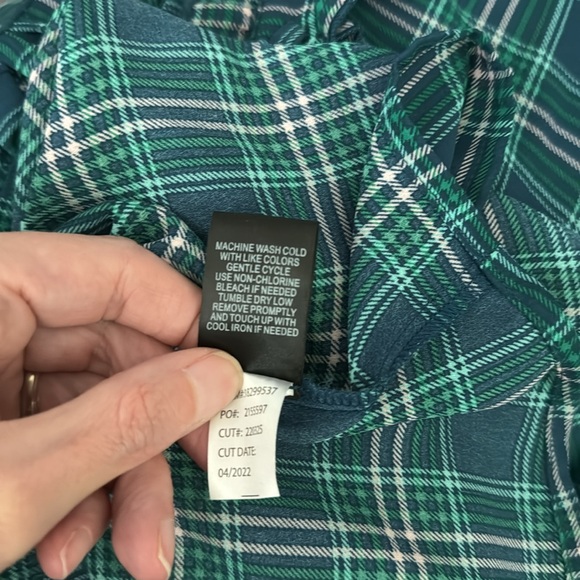 MACHINE WASH COLD
WITH LIKE COLORS
GENTLE CYCLE
USE NON-CHLORINE
BLEACH IF NEEDED
TUMBLE DRY LOW
REMOVE PROMPTLY
AND TOUCH UP WITH
COOL IRON IF NEEDED
PO#: 2155597
CUT#: 220325
CUT DATE:
04/2022